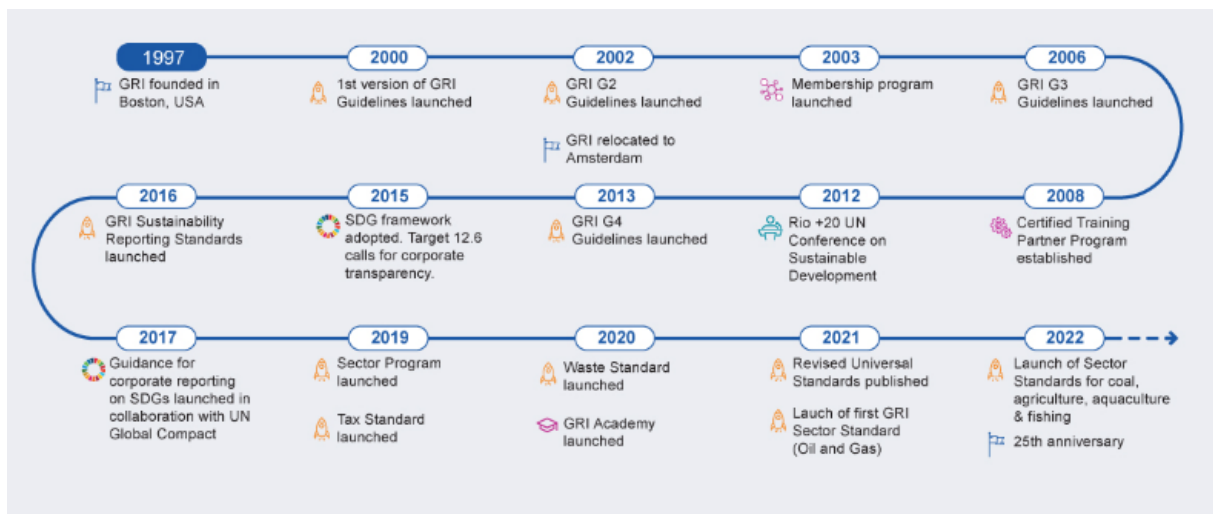 1997
GRI founded in
Boston, USA
2000
1st version of GRI
Guidelines launched
2002
GRI G2
Guidelines launched
GRI relocated to
Amsterdam
2003
Membership program
launched
2006
GRI G3
Guidelines launched
2008
Certified Training
Partner Program
established
2012
Rio +20 UN
Conference on
Sustainable
Development
2013
GRI G4
Guidelines launched
2015
SDG framework
adopted. Target 12.6
calls for corporate
transparency.
2016
GRI Sustainability
Reporting Standards
launched
2017
Guidance for
corporate reporting
on SDGs launched in
collaboration with UN
Global Compact
2019
Sector Program
launched
Tax Standard
launched
2020
Waste Standard
launched
GRI Academy
launched
2021
Revised Universal
Standards published
Lauch of first GRI
Sector Standard
(Oil and Gas)
2022
Launch of Sector
Standards for coal,
agriculture, aquaculture
& fishing
25th anniversary